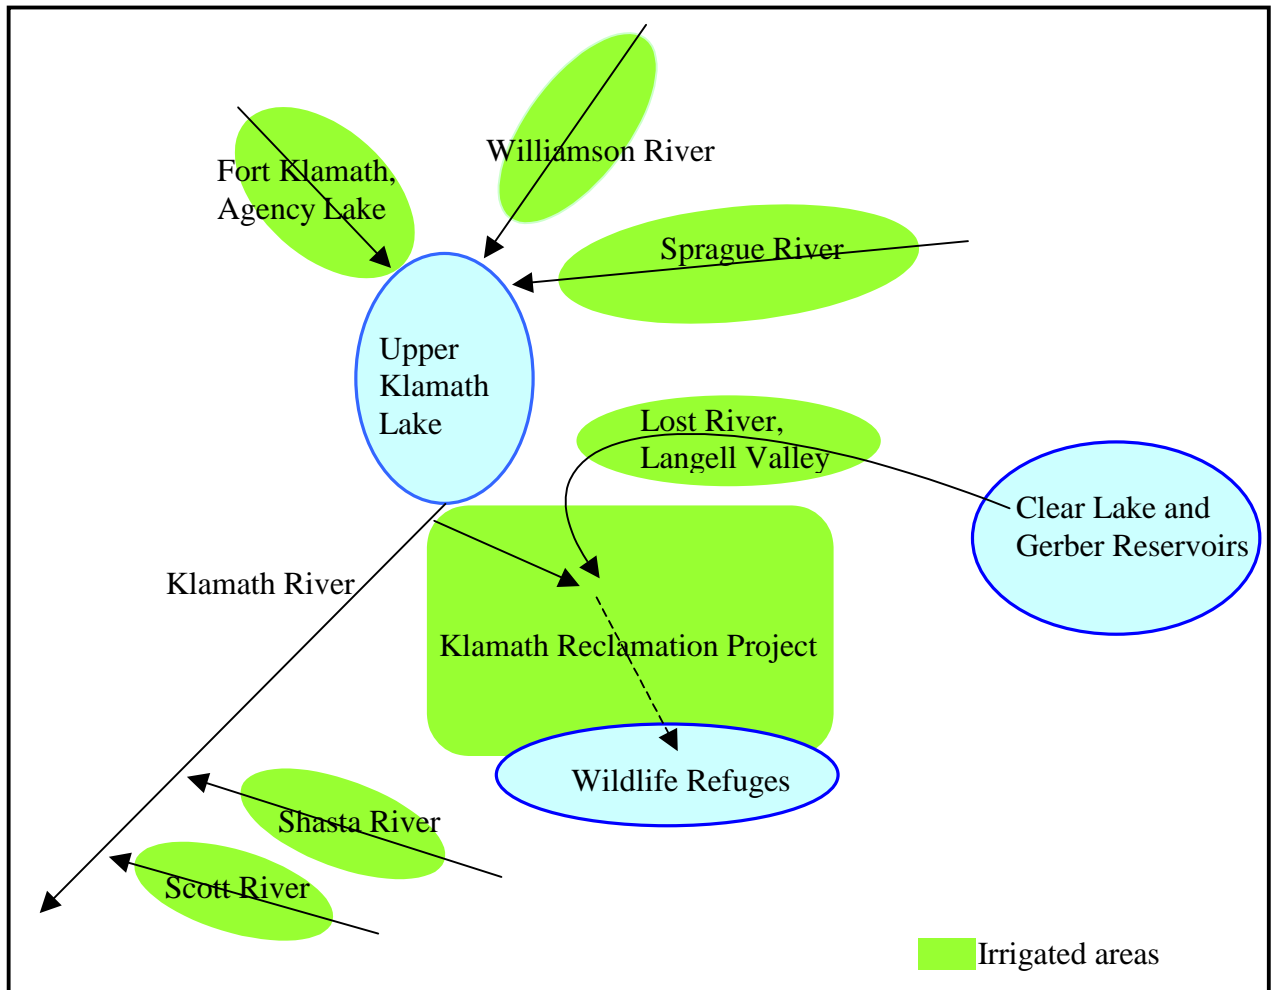 Williamson River
Fort Klamath,
Agency Lake
Sprague River
Upper
Klamath
Lake
Lost River,
Langell Valley
Clear Lake and
Gerber Reservoirs
Klamath River
Klamath Reclamation Project
Wildlife Refuges
Shasta River
Scott River
Irrigated areas